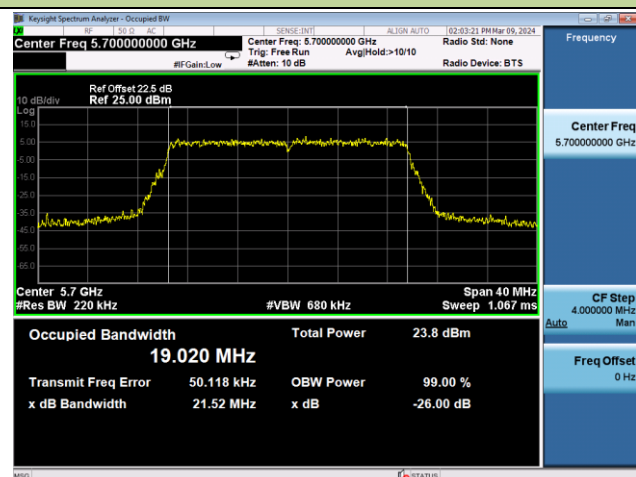 Keysight Spectrum Analyzer - Occupied BW
RF 50 Ω AC SENSE:INT ALIGN AUTO 02:03:21 PM Mar 09, 2024
Center Freq 5.700000000 GHz
Center Freq: 5.700000000 GHz
Radio Std: None
Trig: Free Run Avg|Hold:>10/10
#IFGain:Low
#Atten: 10 dB
Radio Device: BTS
Ref Offset 22.5 dB
10 dB/div Ref 25.00 dBm
Log
15.0
5.00
-5.00
-15.0
-25.0
-35.0
-45.0
-55.0
-65.0
Center 5.7 GHz Span 40 MHz
#Res BW 220 kHz #VBW 680 kHz Sweep 1.067 ms
Occupied Bandwidth Total Power 23.8 dBm
19.020 MHz
Transmit Freq Error 50.118 kHz OBW Power 99.00 %
x dB Bandwidth 21.52 MHz x dB -26.00 dB
MSG STATUS
Frequency
Center Freq
5.700000000 GHz
CF Step
4.000000 MHz
Auto Man
Freq Offset
0 Hz